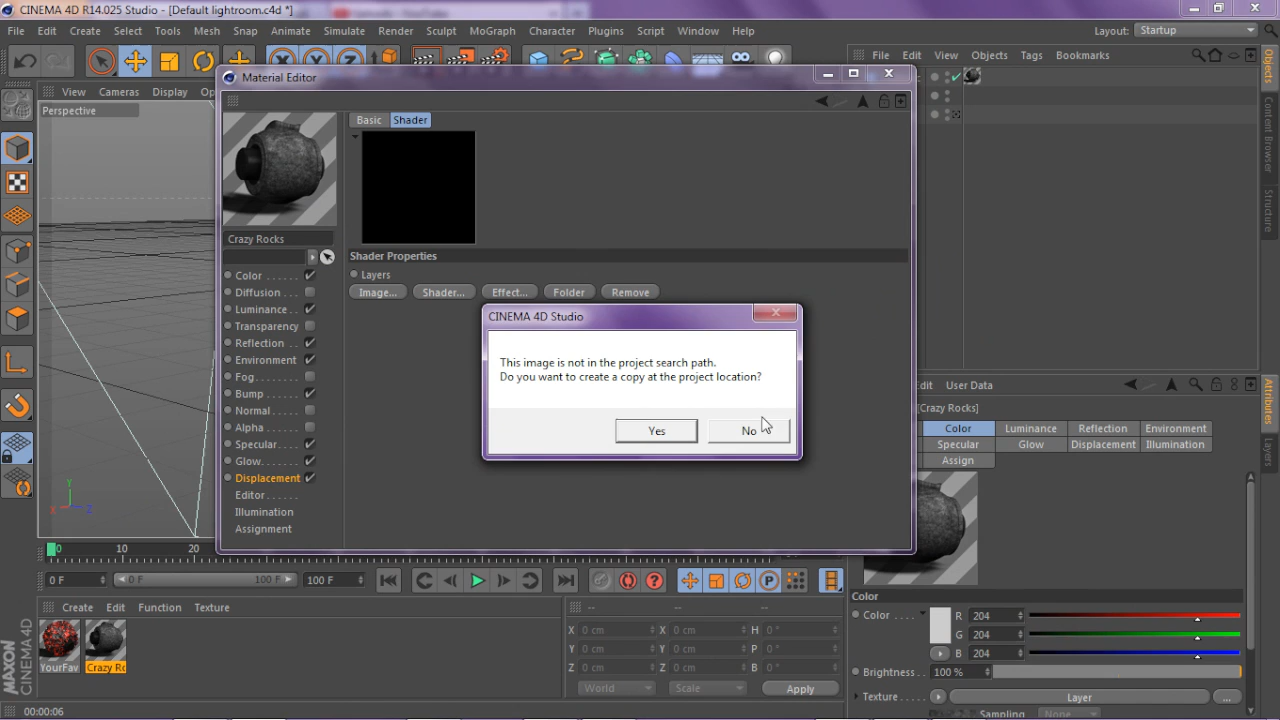 CINEMA 4D R14.025 Studio - [Default lightroom.c4d *]
File Edit Create Select Tools Mesh Snap Animate Simulate Render Sculpt MoGraph Character Plugins Script Window Help Layout: Startup
File Edit View Objects Tags Bookmarks
View Cameras Display
Perspective
Material Editor
Basic Shader
Crazy Rocks
Shader Properties
Layers
Image... Shader... Effect... Folder Remove
Color
Diffusion
Luminance
Transparency
Reflection
Environment
Fog
Bump
Normal
Alpha
Specular
Glow
Displacement
Editor
Illumination
Assignment
CINEMA 4D Studio
This image is not in the project search path.
Do you want to create a copy at the project location?
Yes No
Objects
Content Browser
Structure
Attributes
Layers
User Data
[Crazy Rocks]
Color Luminance Reflection Environment
Specular Glow Displacement Illumination
Assign
Color
Color R 204
G 204
B 204
Brightness 100 %
Texture Layer ...
Sampling None
0 10 20
0 F 0 F 100 F 100 F
Create Edit Function Texture
YourFav Crazy Ro
-- -- --
X 0 cm X 0 cm H 0 °
Y 0 cm Y 0 cm P 0 °
Z 0 cm Z 0 cm B 0 °
World Scale Apply
MAXON
CINEMA 4D
00:00:06
Y
X
Z